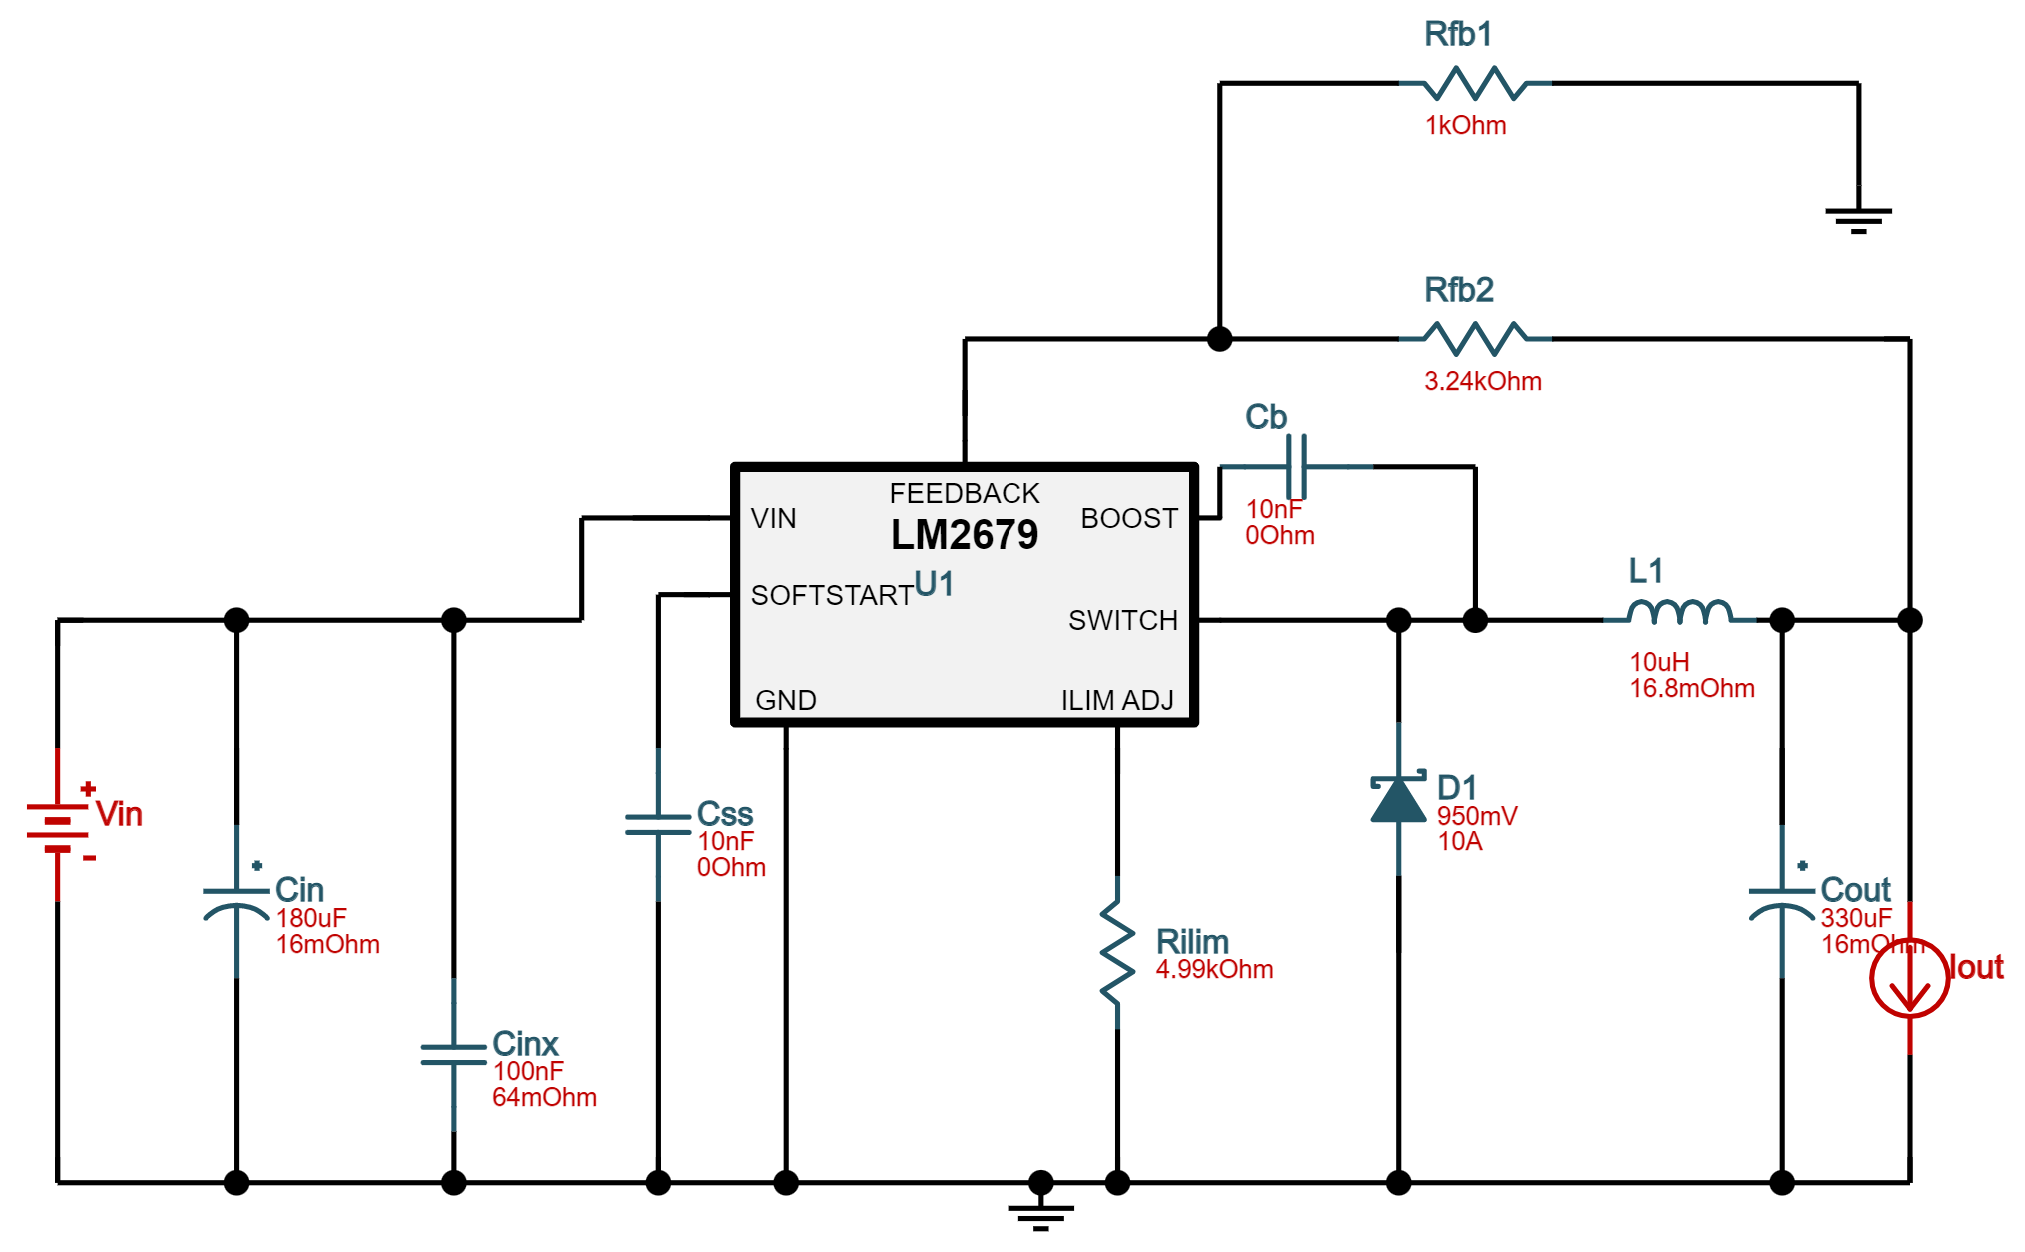 Rfb1
1kOhm
Rfb2
3.24kOhm
Cb
10nF
0Ohm
FEEDBACK
LM2679
U1
VIN
BOOST
SOFTSTART
SWITCH
GND
ILIM ADJ
L1
10uH
16.8mOhm
+
Vin
-
+
Cin
180uF
16mOhm
Cinx
100nF
64mOhm
Css
10nF
0Ohm
Rilim
4.99kOhm
D1
950mV
10A
+
Cout
330uF
16mOhm
Iout